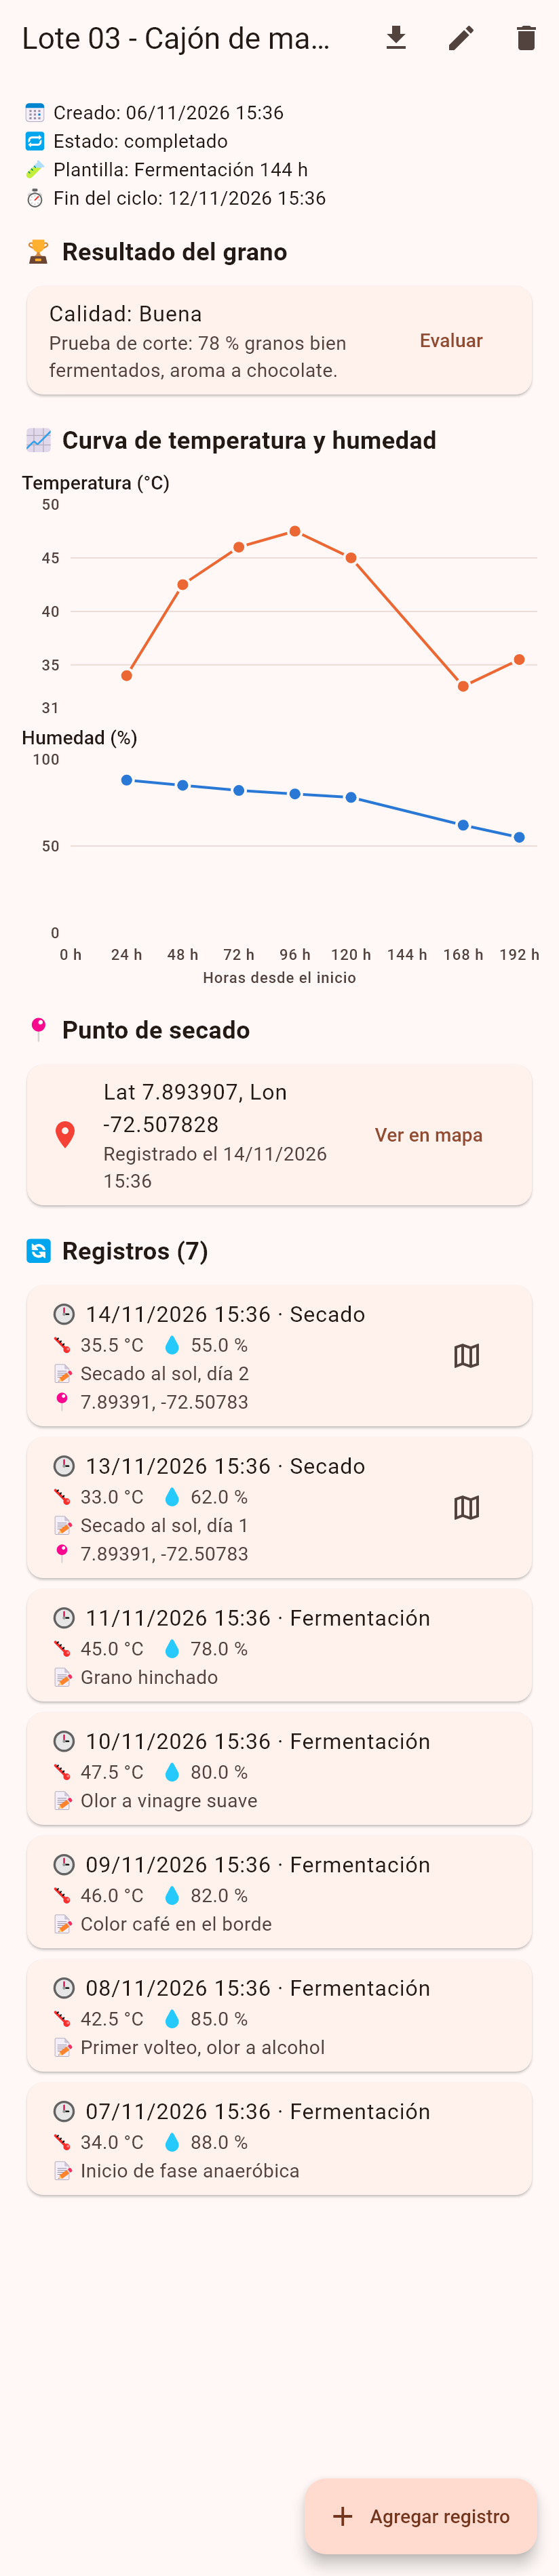 Lote 03 - Cajón de ma...
Creado: 06/11/2026 15:36
Estado: completado
Plantilla: Fermentación 144 h
Fin del ciclo: 12/11/2026 15:36
Resultado del grano
Calidad: Buena
Prueba de corte: 78 % granos bien
fermentados, aroma a chocolate.
Evaluar
Curva de temperatura y humedad
Temperatura (°C)
50
45
40
35
31
Humedad (%)
100
50
0
0 h 24 h 48 h 72 h 96 h 120 h 144 h 168 h 192 h
Horas desde el inicio
Punto de secado
Lat 7.893907, Lon
-72.507828
Registrado el 14/11/2026
15:36
Ver en mapa
Registros (7)
14/11/2026 15:36 · Secado
35.5 °C 55.0 %
Secado al sol, día 2
7.89391, -72.50783
13/11/2026 15:36 · Secado
33.0 °C 62.0 %
Secado al sol, día 1
7.89391, -72.50783
11/11/2026 15:36 · Fermentación
45.0 °C 78.0 %
Grano hinchado
10/11/2026 15:36 · Fermentación
47.5 °C 80.0 %
Olor a vinagre suave
09/11/2026 15:36 · Fermentación
46.0 °C 82.0 %
Color café en el borde
08/11/2026 15:36 · Fermentación
42.5 °C 85.0 %
Primer volteo, olor a alcohol
07/11/2026 15:36 · Fermentación
34.0 °C 88.0 %
Inicio de fase anaeróbica
Agregar registro